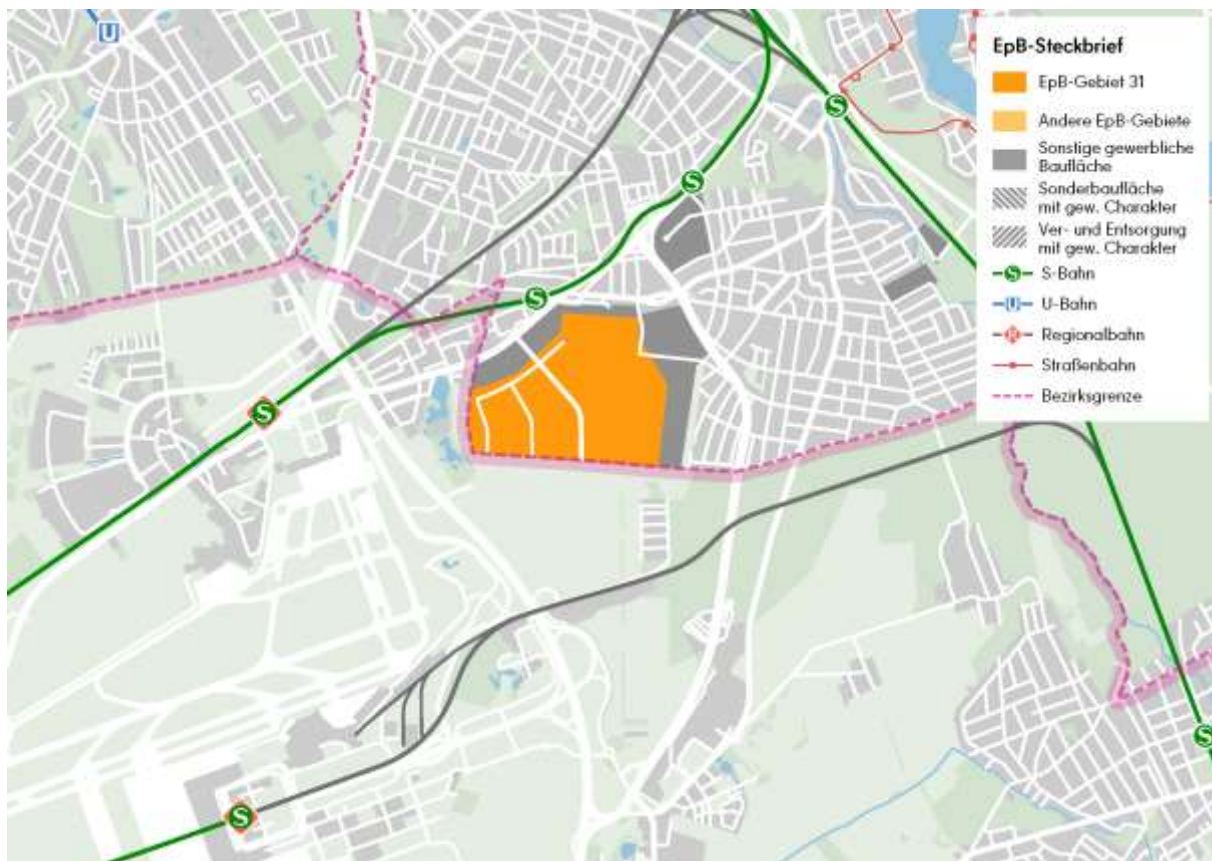 U
S
S
S
S
S
S
EpB-Steckbrief
EpB-Gebiet 31
Andere EpB-Gebiete
Sonstige gewerbliche
Baufläche
Sonderbaufläche
mit gew. Charakter
Ver- und Entsorgung
mit gew. Charakter
S S-Bahn
U U-Bahn
R Regionalbahn
Straßenbahn
Bezirksgrenze